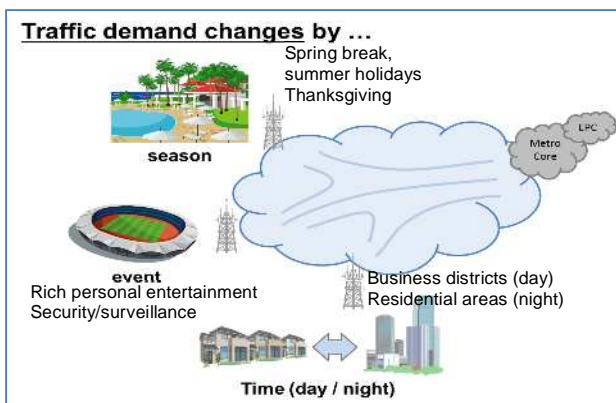 Traffic demand changes by ...
Spring break,
summer holidays
Thanksgiving
season
Metro
Core
EPC
event
Rich personal entertainment
Security/surveillance
Business districts (day)
Residential areas (night)
Time (day / night)